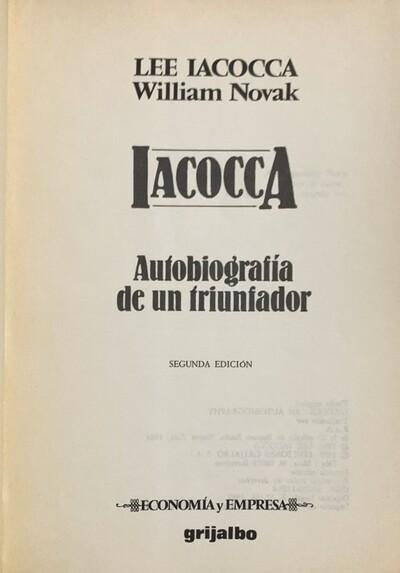 LEE IACOCCA
William Novak
IACOCCA
Autobiografía
de un triunfador
SEGUNDA EDICIÓN
ECONOMÍA y EMPRESA
grijalbo